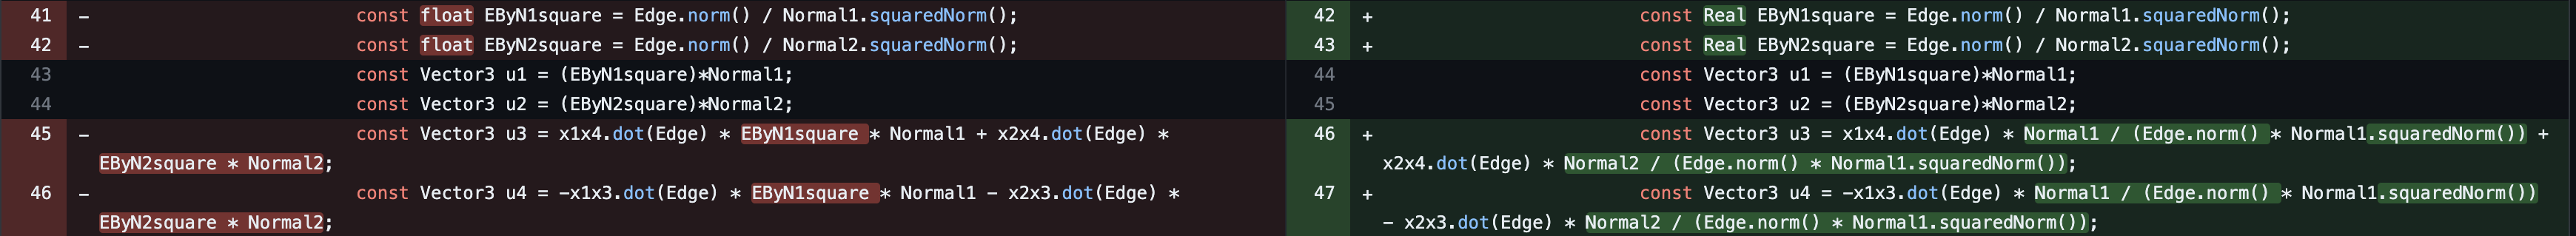 41 - const float EByN1square = Edge.norm() / Normal1.squaredNorm();
42 - const float EByN2square = Edge.norm() / Normal2.squaredNorm();
43 const Vector3 u1 = (EByN1square)*Normal1;
44 const Vector3 u2 = (EByN2square)*Normal2;
45 - const Vector3 u3 = x1x4.dot(Edge) * EByN1square * Normal1 + x2x4.dot(Edge) *
EByN2square * Normal2;
46 - const Vector3 u4 = -x1x3.dot(Edge) * EByN1square * Normal1 - x2x3.dot(Edge) *
EByN2square * Normal2;
42 + const Real EByN1square = Edge.norm() / Normal1.squaredNorm();
43 + const Real EByN2square = Edge.norm() / Normal2.squaredNorm();
44 const Vector3 u1 = (EByN1square)*Normal1;
45 const Vector3 u2 = (EByN2square)*Normal2;
46 + const Vector3 u3 = x1x4.dot(Edge) * Normal1 / (Edge.norm() * Normal1.squaredNorm()) +
x2x4.dot(Edge) * Normal2 / (Edge.norm() * Normal1.squaredNorm());
47 + const Vector3 u4 = -x1x3.dot(Edge) * Normal1 / (Edge.norm() * Normal1.squaredNorm())
- x2x3.dot(Edge) * Normal2 / (Edge.norm() * Normal1.squaredNorm());